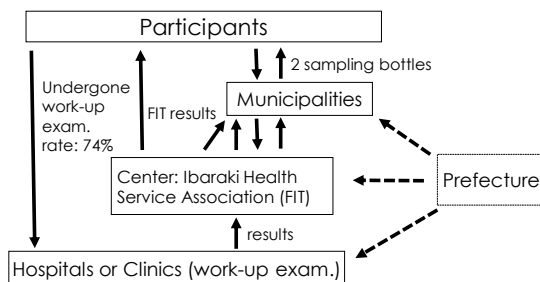 Participants
2 sampling bottles
Undergone
work-up
exam.
rate: 74%
FIT results
Municipalities
Center: Ibaraki Health
Service Association (FIT)
Prefecture
results
Hospitals or Clinics (work-up exam.)